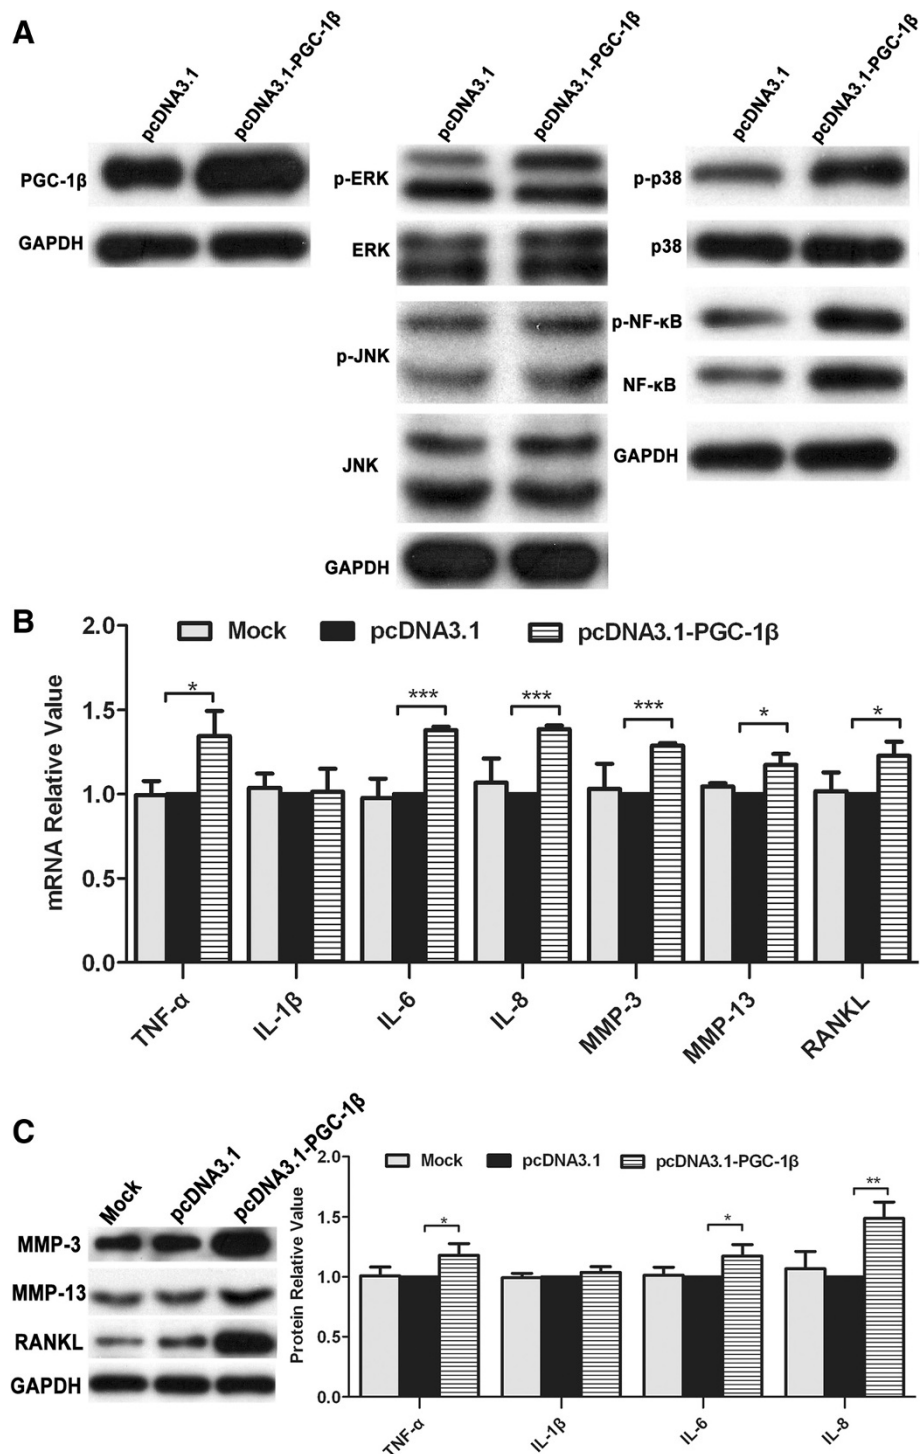 A
pcDNA3.1
pcDNA3.1-PGC-1β
PGC-1β
GAPDH
pcDNA3.1
pcDNA3.1-PGC-1β
p-ERK
ERK
p-JNK
JNK
GAPDH
pcDNA3.1
pcDNA3.1-PGC-1β
p-p38
p38
p-NF-κB
NF-κB
GAPDH
B
Mock pcDNA3.1 pcDNA3.1-PGC-1β
mRNA Relative Value
2.0
1.5
1.0
0.5
0.0
* *** *** *** * *
TNF-α IL-1β IL-6 IL-8 MMP-3 MMP-13 RANKL
C
Mock
pcDNA3.1
pcDNA3.1-PGC-1β
MMP-3
MMP-13
RANKL
GAPDH
Mock pcDNA3.1 pcDNA3.1-PGC-1β
Protein Relative Value
2.0
1.5
1.0
0.5
0.0
* * **
TNF-α IL-1β IL-6 IL-8